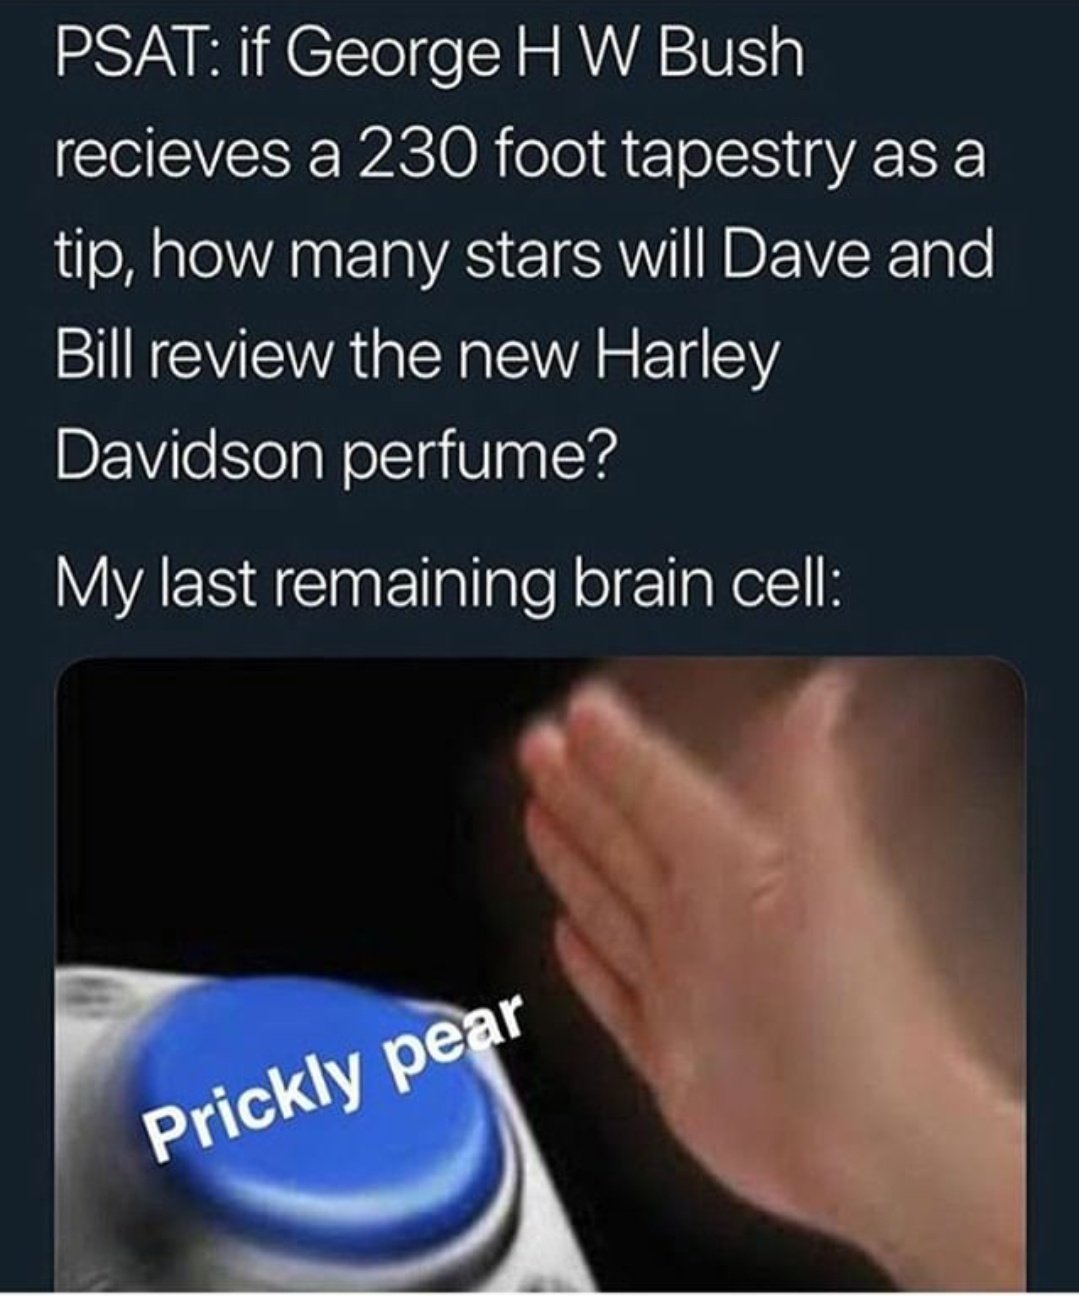 PSAT: if George H W Bush
recieves a 230 foot tapestry as a
tip, how many stars will Dave and
Bill review the new Harley
Davidson perfume?
My last remaining brain cell:
Prickly pear